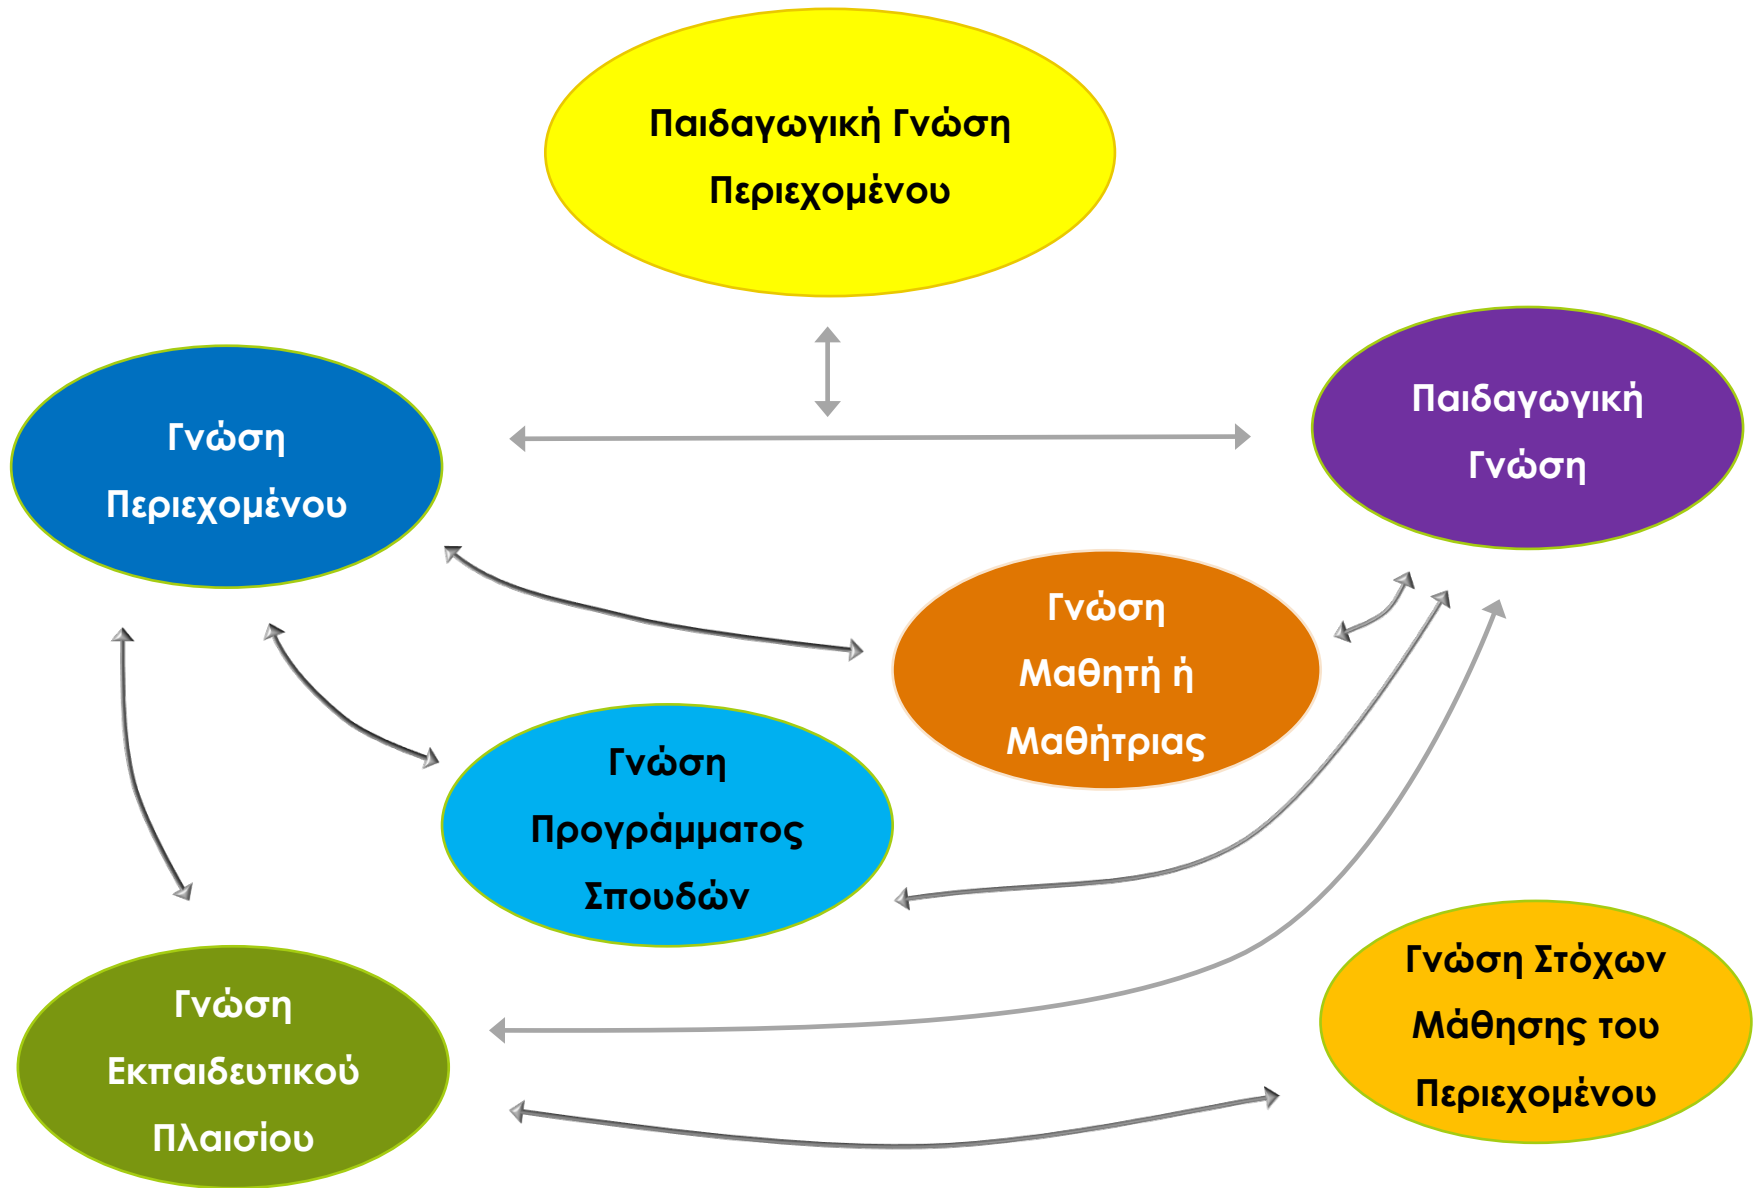 Παιδαγωγική Γνώση
Περιεχομένου
Γνώση
Περιεχομένου
Παιδαγωγική
Γνώση
Γνώση
Μαθητή ή
Μαθήτριας
Γνώση
Προγράμματος
Σπουδών
Γνώση
Εκπαιδευτικού
Πλαισίου
Γνώση Στόχων
Μάθησης του
Περιεχομένου